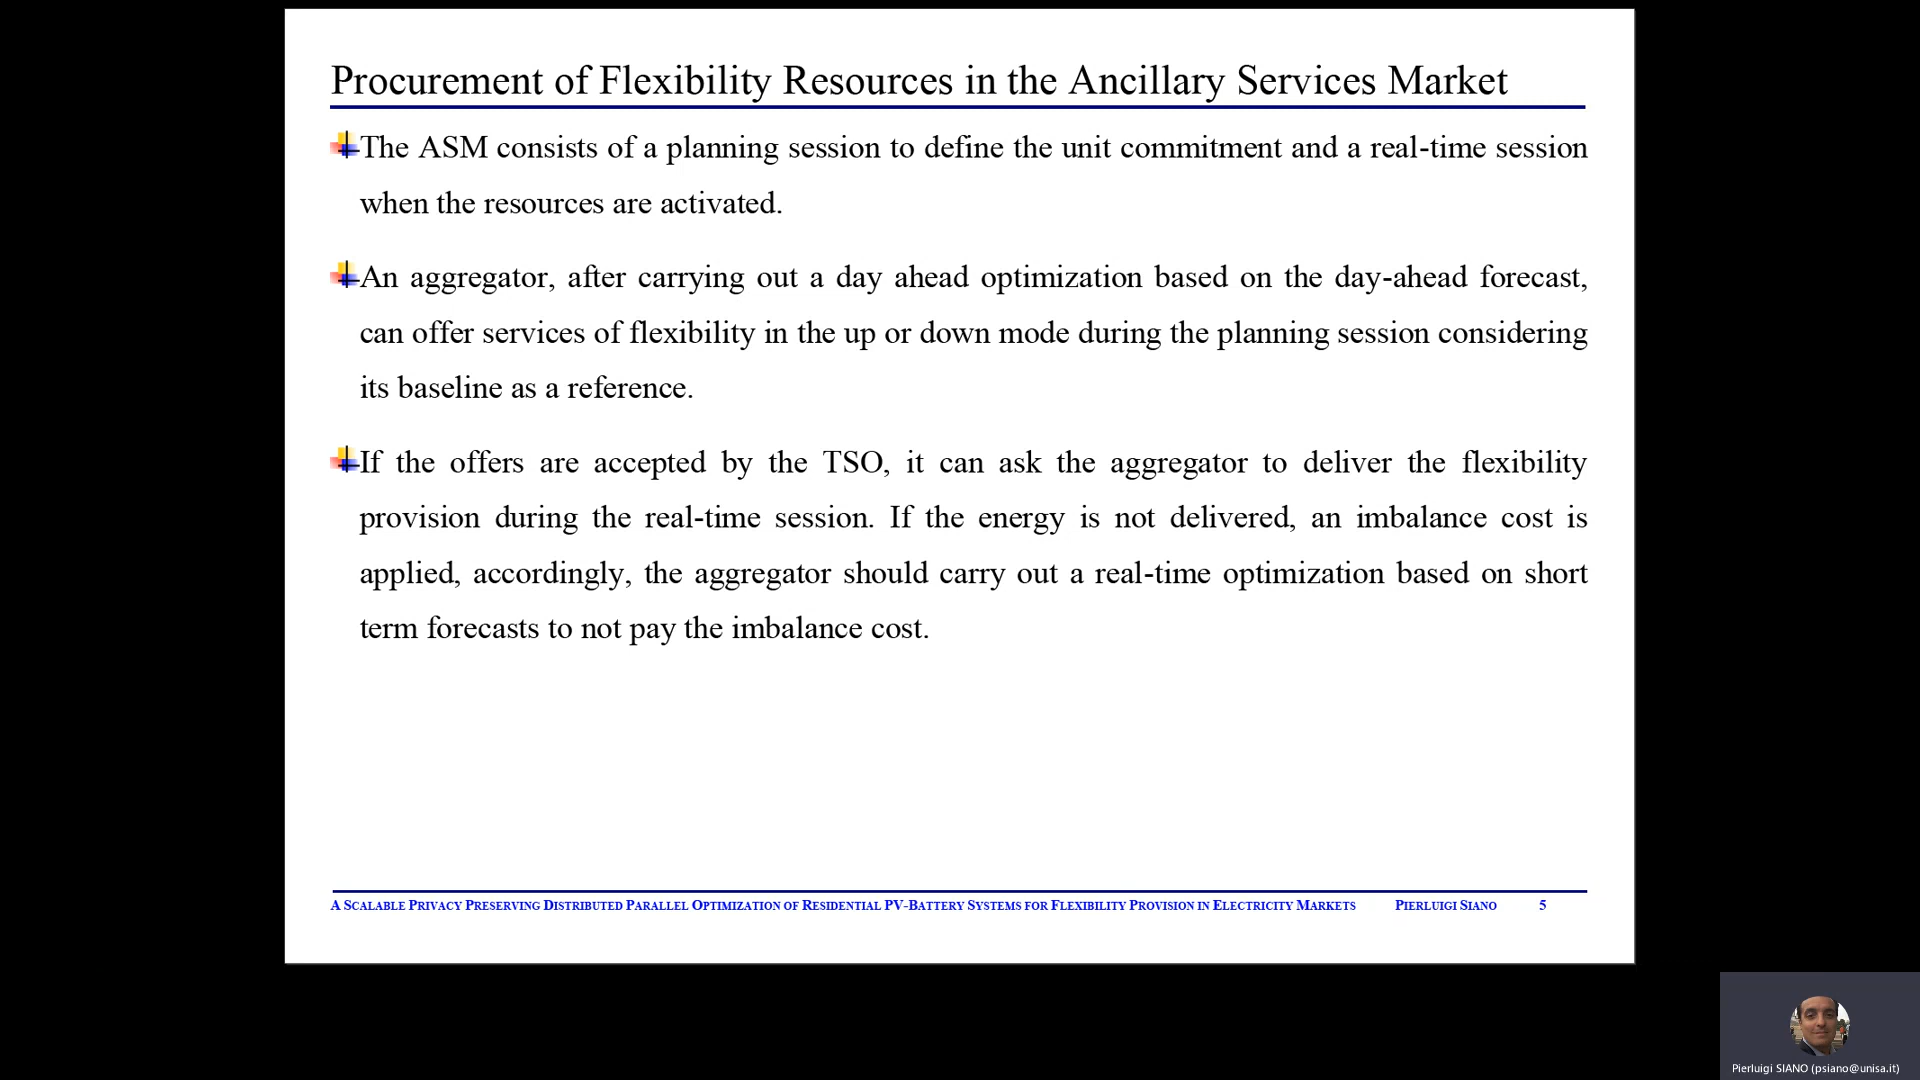 Procurement of Flexibility Resources in the Ancillary Services Market
The ASM consists of a planning session to define the unit commitment and a real-time session
when the resources are activated.
An aggregator, after carrying out a day ahead optimization based on the day-ahead forecast,
can offer services of flexibility in the up or down mode during the planning session considering
its baseline as a reference.
If the offers are accepted by the TSO, it can ask the aggregator to deliver the flexibility
provision during the real-time session. If the energy is not delivered, an imbalance cost is
applied, accordingly, the aggregator should carry out a real-time optimization based on short
term forecasts to not pay the imbalance cost.
A Scalable Privacy Preserving Distributed Parallel Optimization of Residential PV-Battery Systems for Flexibility Provision in Electricity Markets Pierluigi Siano 5
Pierluigi SIANO (psiano@unisa.it)